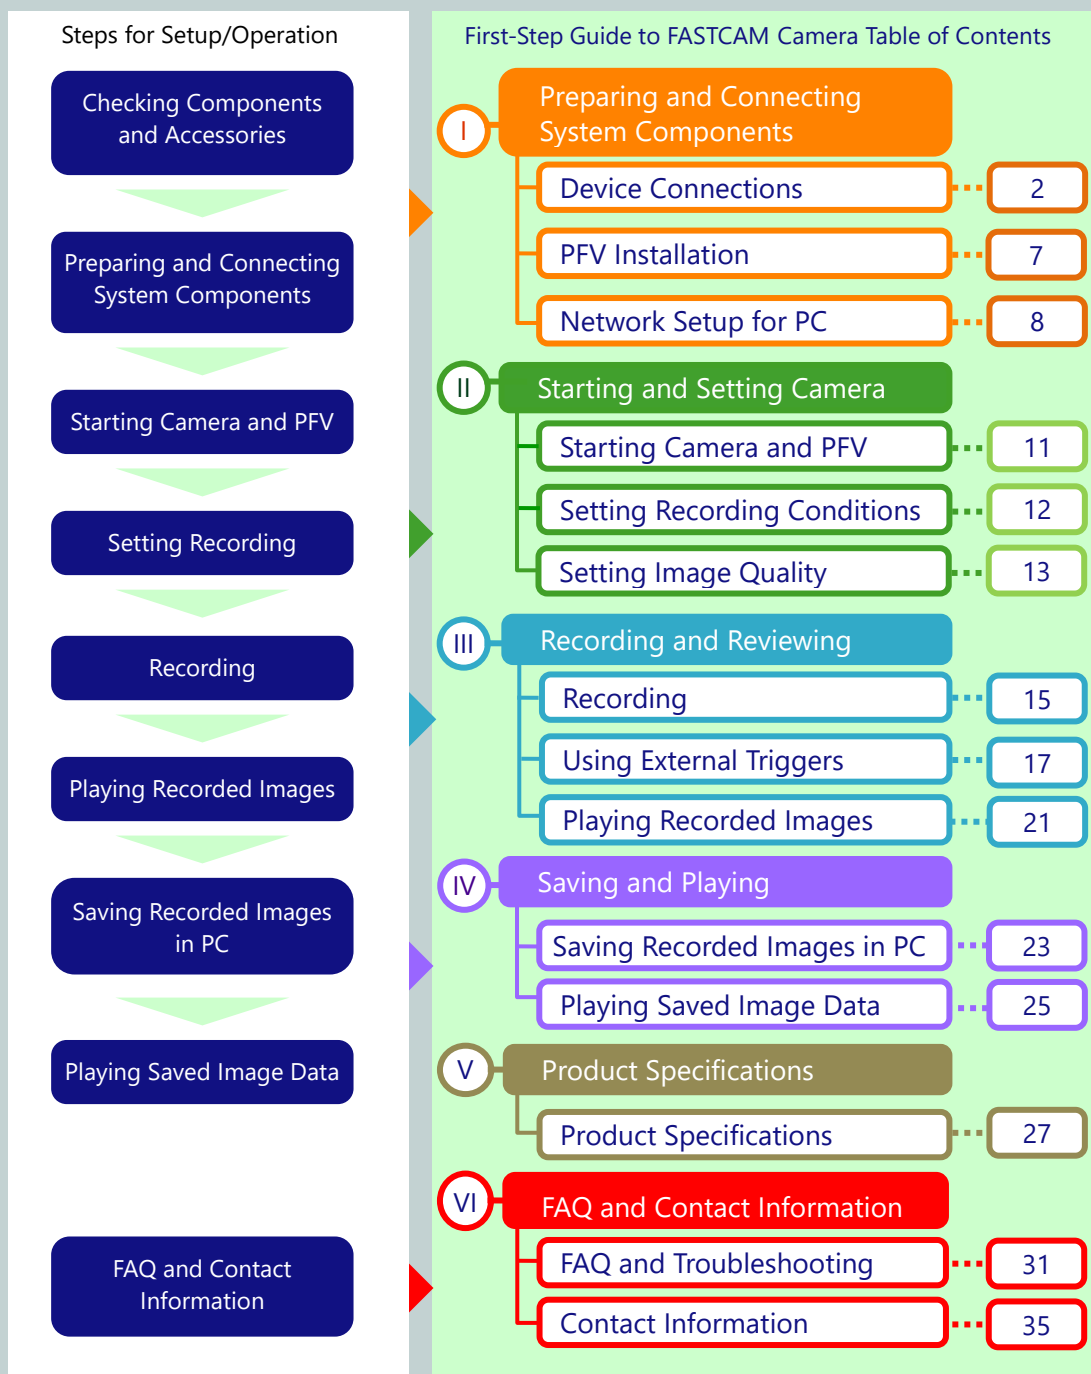 Steps for Setup/Operation
Checking Components
and Accessories
Preparing and Connecting
System Components
Starting Camera and PFV
Setting Recording
Recording
Playing Recorded Images
Saving Recorded Images
in PC
Playing Saved Image Data
FAQ and Contact
Information
First-Step Guide to FASTCAM Camera Table of Contents
I
Preparing and Connecting
System Components
Device Connections 2
PFV Installation 7
Network Setup for PC 8
II
Starting and Setting Camera
Starting Camera and PFV 11
Setting Recording Conditions 12
Setting Image Quality 13
III
Recording and Reviewing
Recording 15
Using External Triggers 17
Playing Recorded Images 21
IV
Saving and Playing
Saving Recorded Images in PC 23
Playing Saved Image Data 25
V
Product Specifications
Product Specifications 27
VI
FAQ and Contact Information
FAQ and Troubleshooting 31
Contact Information 35